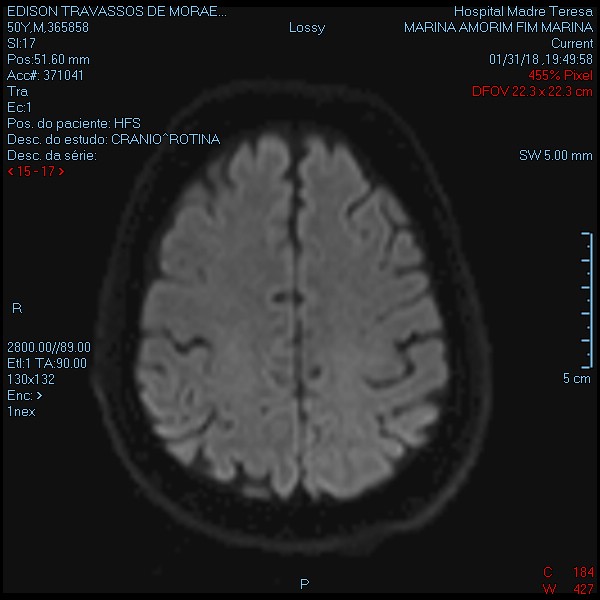 EDISON TRAVASSOS DE MORAE...
50Y,M,365858
Sl:17
Pos:51.60 mm
Acc#: 371041
Tra
Ec:1
Pos. do paciente: HFS
Desc. do estudo: CRANIO^ROTINA
Desc. da série:
< 15 - 17 >
Lossy
Hospital Madre Teresa
MARINA AMORIM FIM MARINA
Current
01/31/18 ,19:49:58
455% Pixel
DFOV 22.3 x 22.3 cm
SW 5.00 mm
R
5 cm
2800.00//89.00
Etl:1 TA:90.00
130x132
Enc: >
1nex
P
C 184
W 427